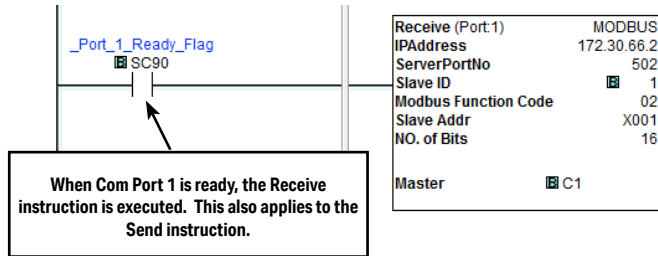 _Port_1_Ready_Flag
B SC90
Receive (Port:1) MODBUS
IPAddress 172.30.66.2
ServerPortNo 502
Slave ID B 1
Modbus Function Code 02
Slave Addr X001
NO. of Bits 16
Master B C1
When Com Port 1 is ready, the Receive
instruction is executed. This also applies to the
Send instruction.